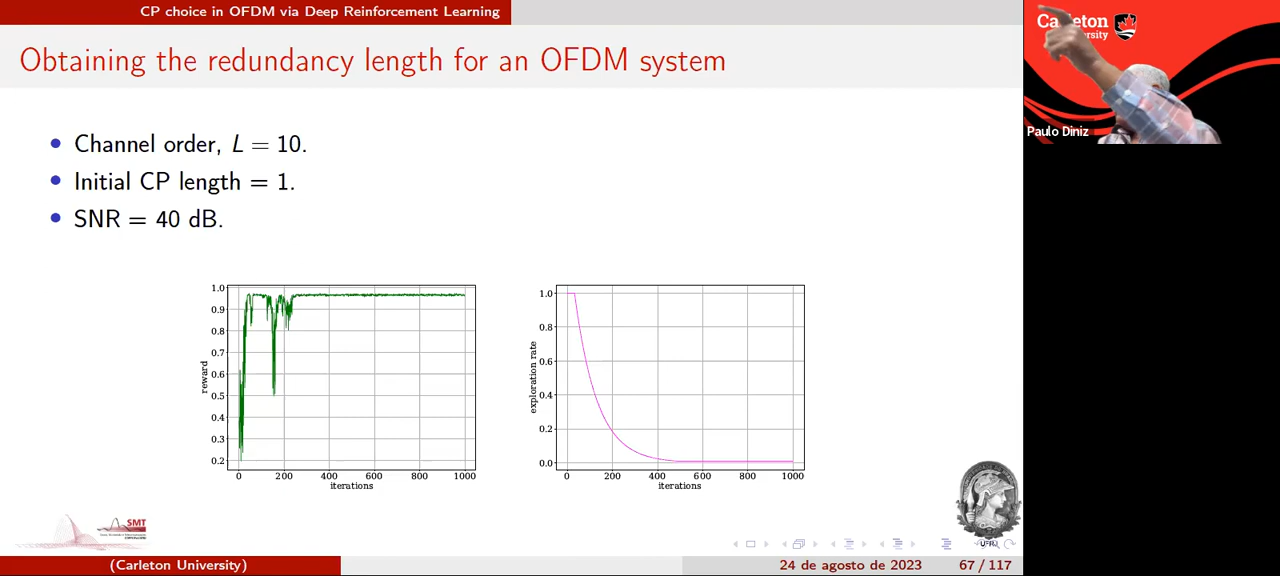 CP choice in OFDM via Deep Reinforcement Learning
Obtaining the redundancy length for an OFDM system
• Channel order, L = 10.
• Initial CP length = 1.
• SNR = 40 dB.
1.0
0.9
0.8
0.7
0.6
0.5
0.4
0.3
0.2
reward
0 200 400 600 800 1000
iterations
1.0
0.8
0.6
0.4
0.2
0.0
exploration rate
0 200 400 600 800 1000
iterations
SMT
UFRJ
(Carleton University)
24 de agosto de 2023
67 / 117
Paulo Diniz